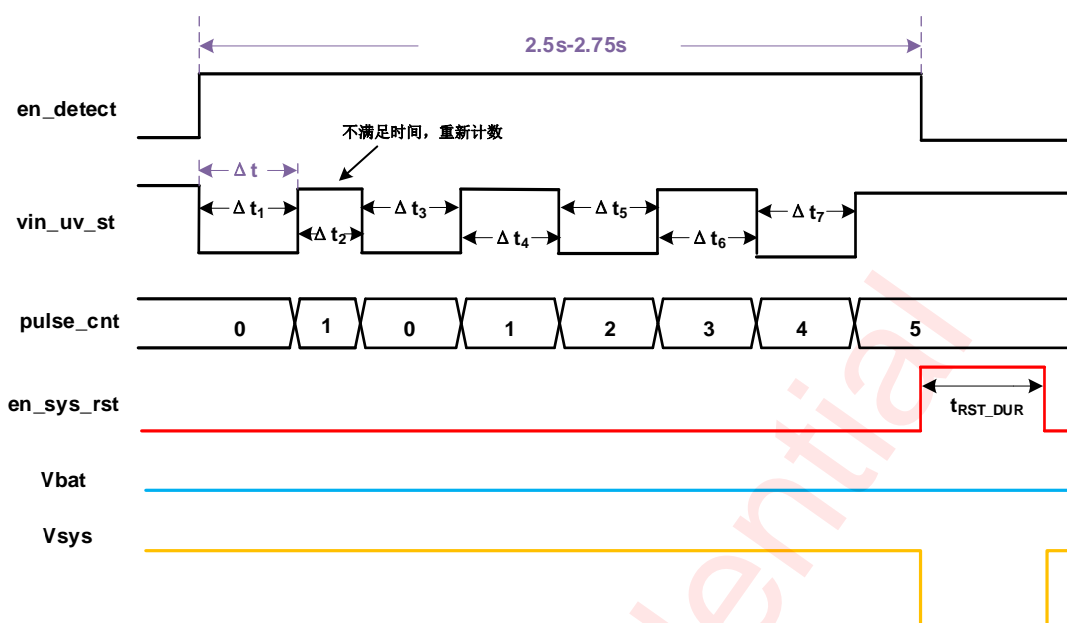 2.5s-2.75s
en_detect
不满足时间，重新计数
Δ t
vin_uv_st
Δ t1
Δ t2
Δ t3
Δ t4
Δ t5
Δ t6
Δ t7
pulse_cnt
0 1 0 1 2 3 4 5
en_sys_rst
tRST_DUR
Vbat
Vsys
dential